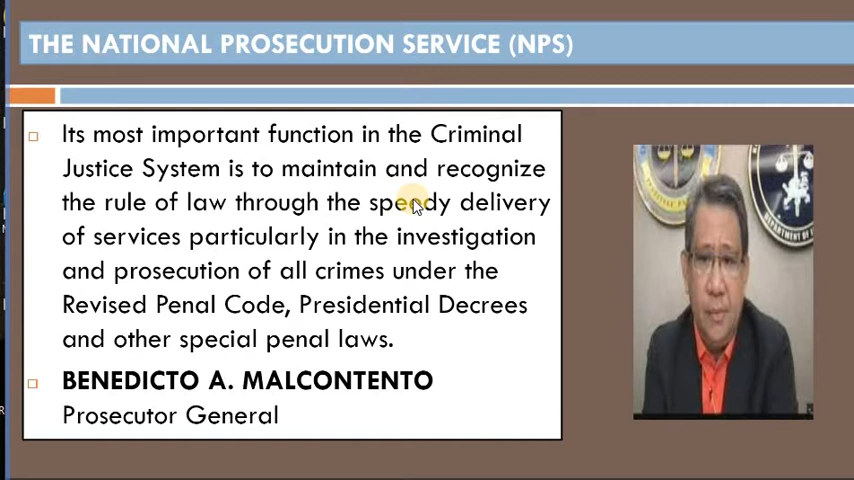 THE NATIONAL PROSECUTION SERVICE (NPS)
Its most important function in the Criminal
Justice System is to maintain and recognize
the rule of law through the speedy delivery
of services particularly in the investigation
and prosecution of all crimes under the
Revised Penal Code, Presidential Decrees
and other special penal laws.
BENEDICTO A. MALCONTENTO
Prosecutor General